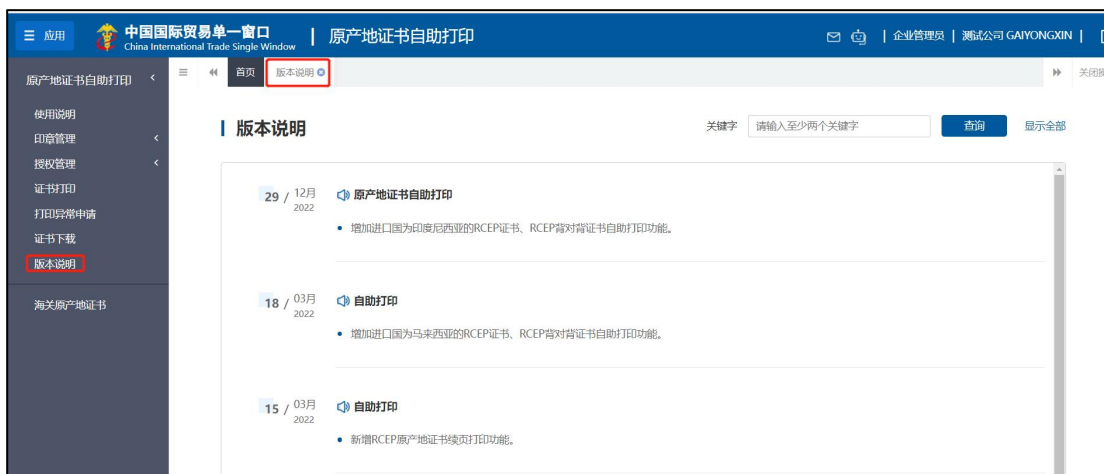 应用
中国国际贸易单一窗口
China International Trade Single Window
原产地证书自助打印
企业管理员
测试公司 GAIYONGXIN
原产地证书自助打印
首页
版本说明
使用说明
印章管理
授权管理
证书打印
打印异常申请
证书下载
版本说明
海关原产地证书
版本说明
关键字
请输入至少两个关键字
查询
显示全部
29 / 12月
2022
原产地证书自助打印
增加进口国为印度尼西亚的RCEP证书、RCEP背对背证书自助打印功能。
18 / 03月
2022
自助打印
增加进口国为马来西亚的RCEP证书、RCEP背对背证书自助打印功能。
15 / 03月
2022
自助打印
新增RCEP原产地证书续页打印功能。